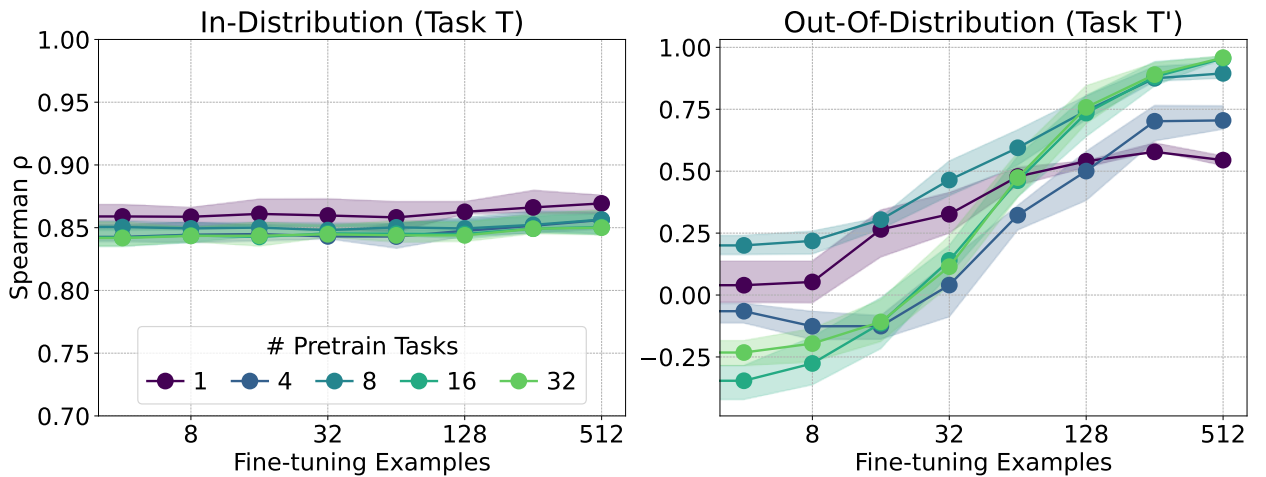 In-Distribution (Task T)
1.00
0.95
0.90
0.85
0.80
0.75
0.70
Spearman ρ
# Pretrain Tasks
1 4 8 16 32
8 32 128 512
Fine-tuning Examples
Out-Of-Distribution (Task T')
1.00
0.75
0.50
0.25
0.00
−0.25
8 32 128 512
Fine-tuning Examples